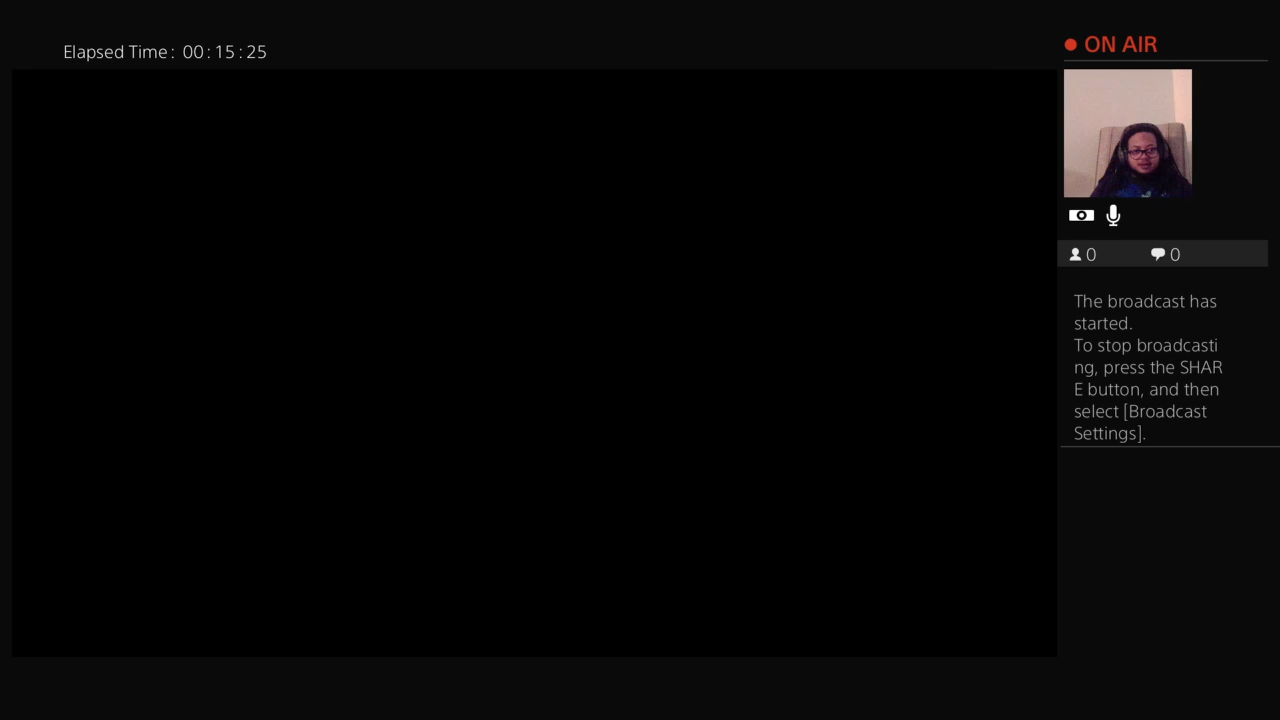 Elapsed Time: 00:15:25
ON AIR
0 0
The broadcast has
started.
To stop broadcasti
ng, press the SHAR
E button, and then
select [Broadcast
Settings].